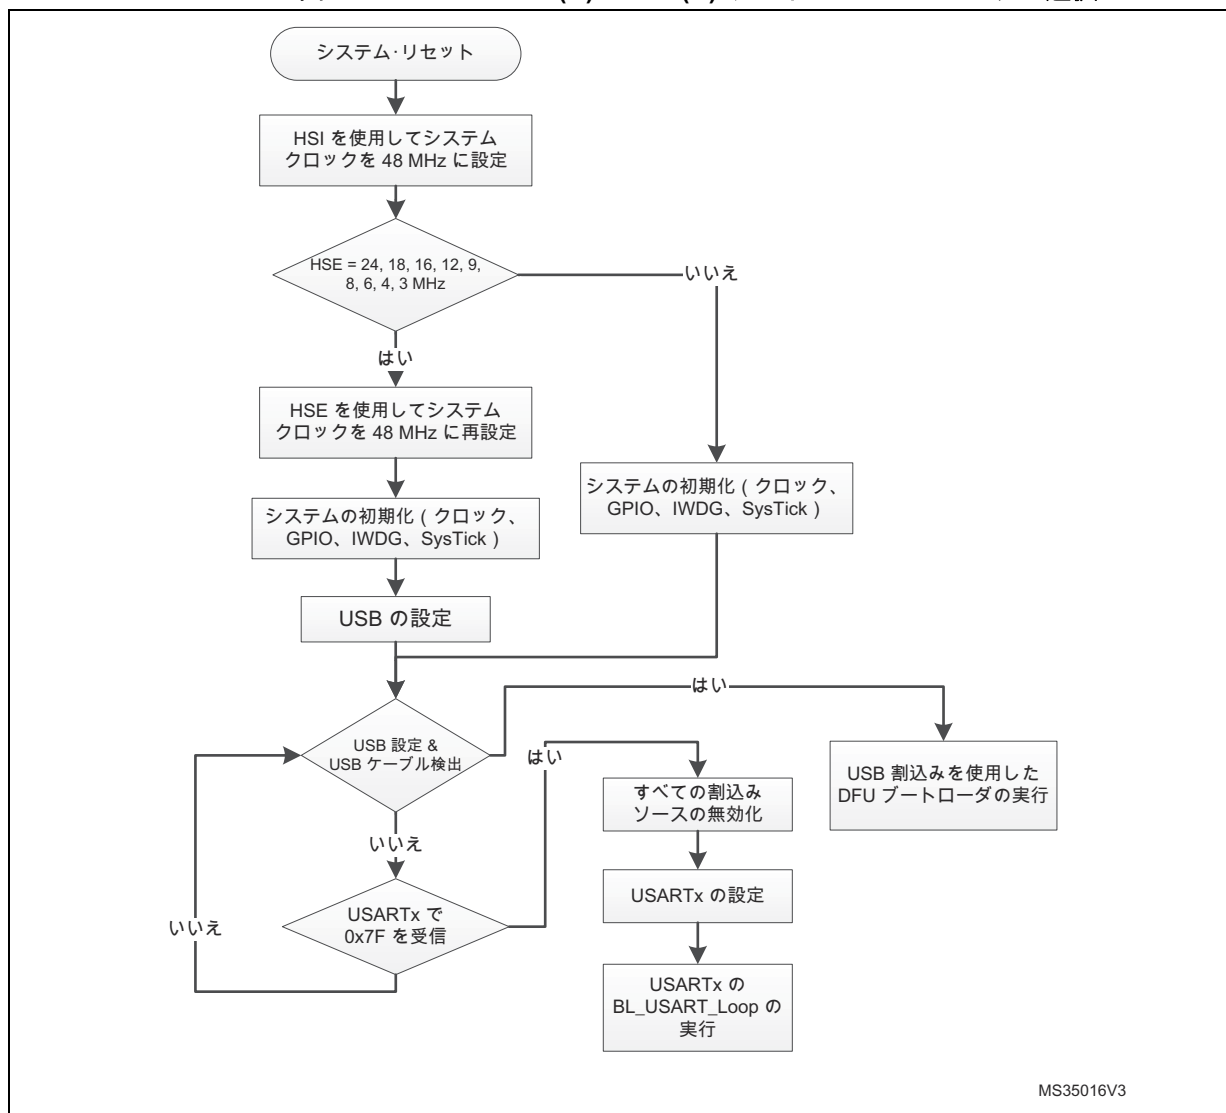 システム・リセット
HSI を使用してシステム
クロックを 48 MHz に設定
HSE = 24, 18, 16, 12, 9,
8, 6, 4, 3 MHz
いいえ
はい
HSE を使用してシステム
クロックを 48 MHz に再設定
システムの初期化 ( クロック、
GPIO、IWDG、SysTick )
システムの初期化 ( クロック、
GPIO、IWDG、SysTick )
USB の設定
はい
USB 設定 &
USB ケーブル検出
はい
USB 割込みを使用した
DFU ブートローダの実行
すべての割込み
ソースの無効化
いいえ
USARTx の設定
USARTx で
0x7F を受信
いいえ
USARTx の
BL_USART_Loop の
実行
MS35016V3